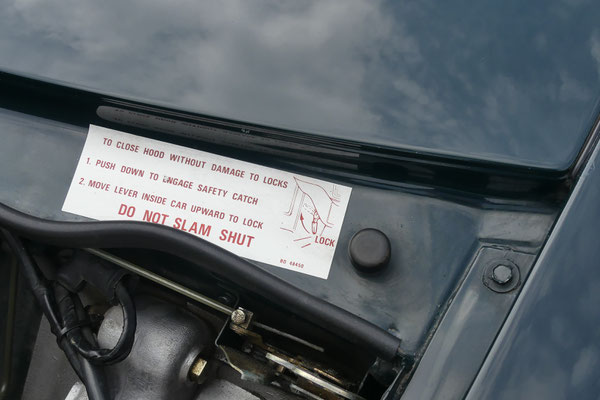 TO CLOSE HOOD WITHOUT DAMAGE TO LOCKS
1. PUSH DOWN TO ENGAGE SAFETY CATCH
2. MOVE LEVER INSIDE CAR UPWARD TO LOCK
DO NOT SLAM SHUT
LOCK